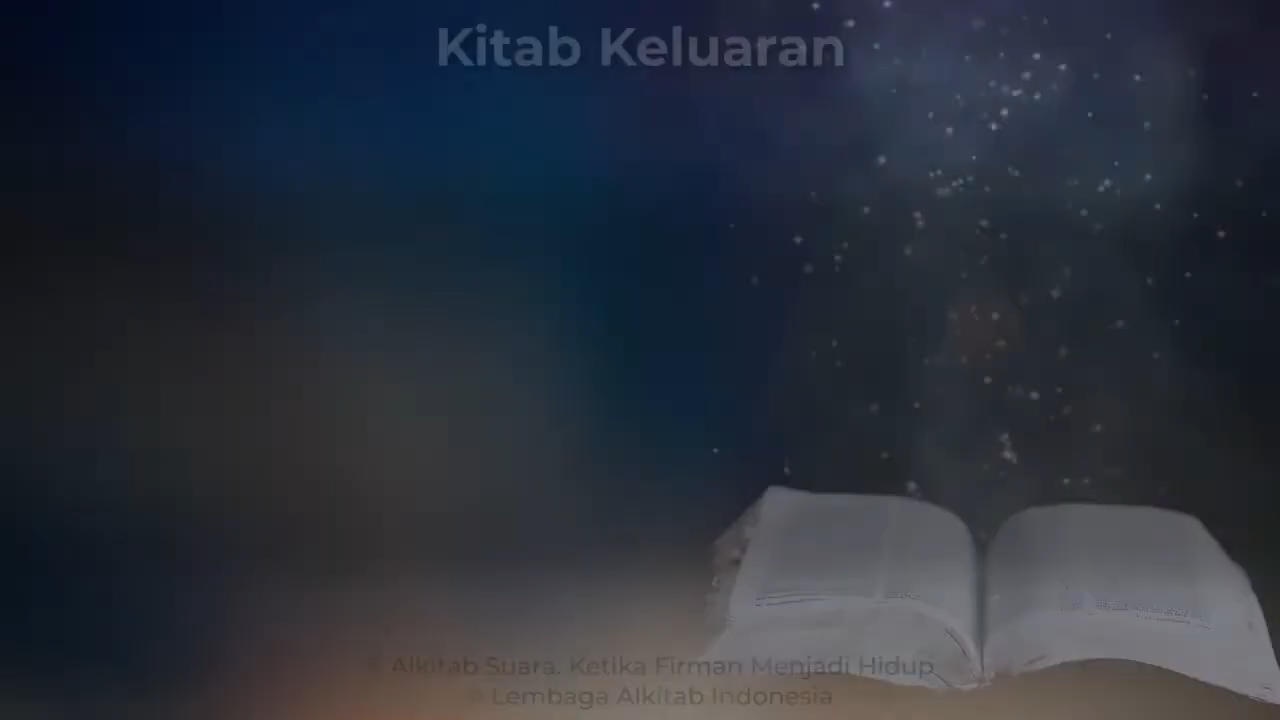 Kitab Keluaran
© Alkitab Suara. Ketika Firman Menjadi Hidup
© Lembaga Alkitab Indonesia